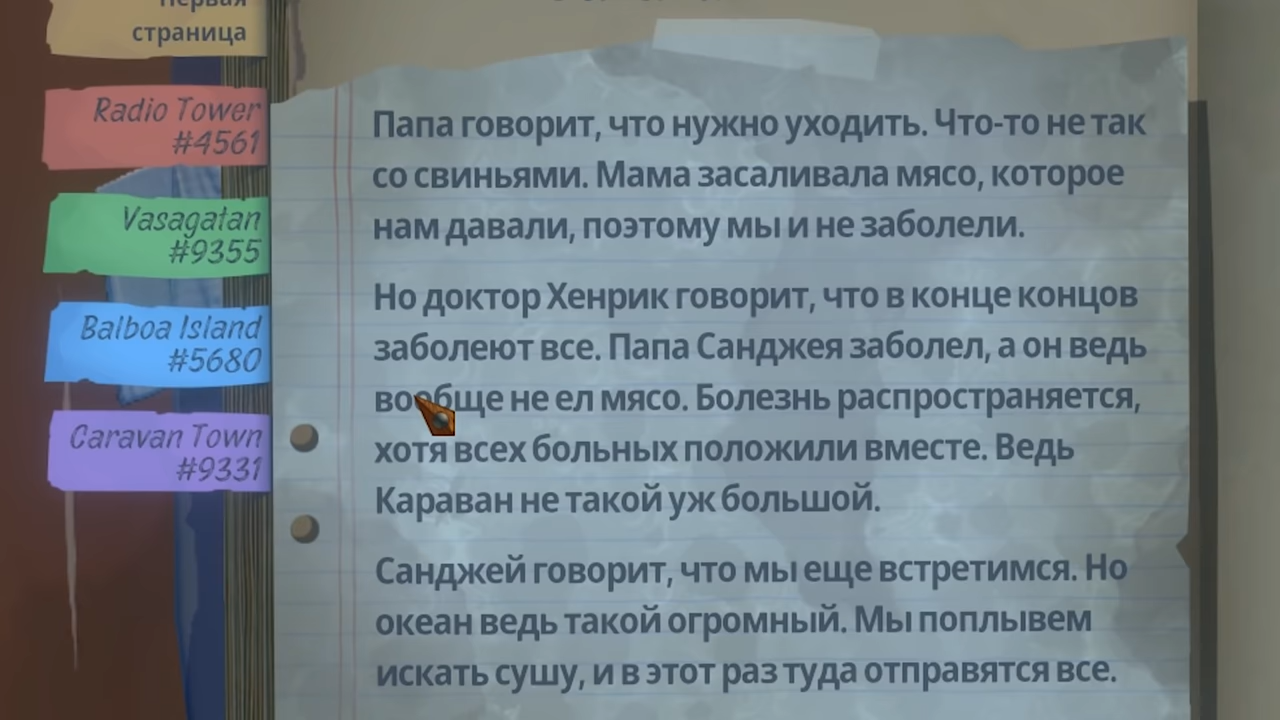 Первая
страница
Radio Tower
#4561
Vasagatan
#9355
Balboa Island
#5680
Caravan Town
#9331
Папа говорит, что нужно уходить. Что-то не так
со свиньями. Мама засаливала мясо, которое
нам давали, поэтому мы и не заболели.
Но доктор Хенрик говорит, что в конце концов
заболеют все. Папа Санджея заболел, а он ведь
вообще не ел мясо. Болезнь распространяется,
хотя всех больных положили вместе. Ведь
Караван не такой уж большой.
Санджей говорит, что мы еще встретимся. Но
океан ведь такой огромный. Мы поплывем
искать сушу, и в этот раз туда отправятся все.